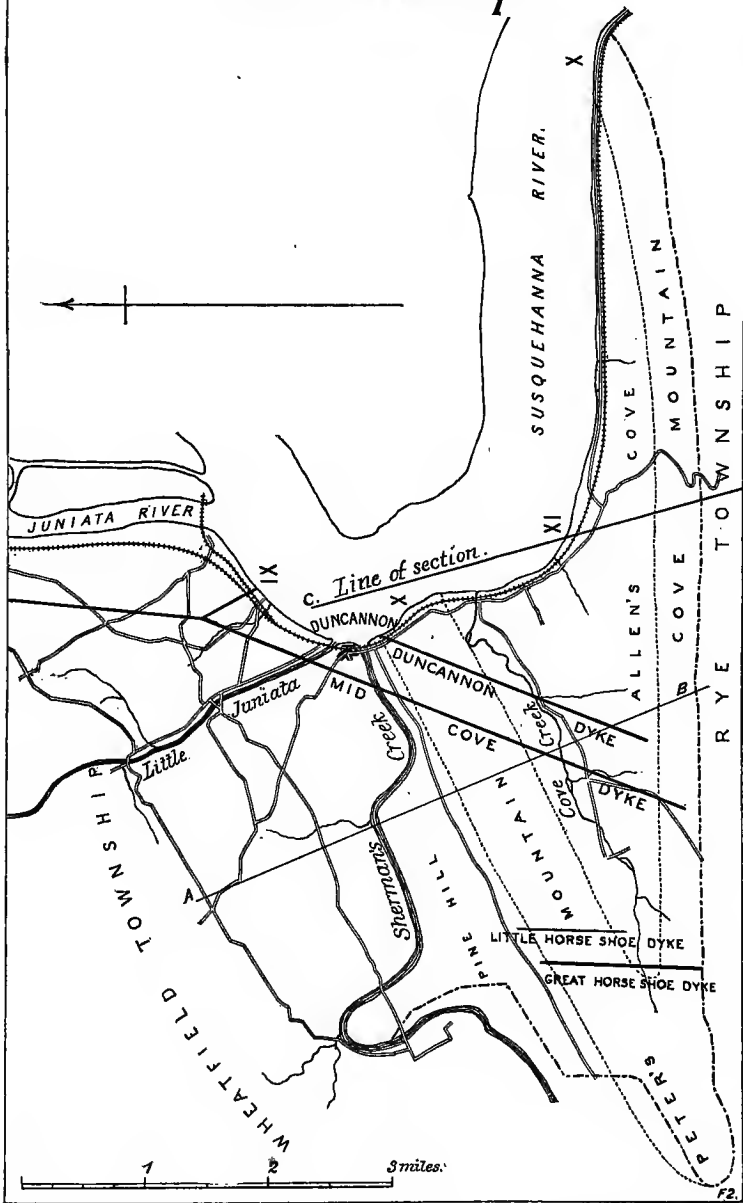 X
SUSQUEHANNA RIVER.
COVE
MOUNTAIN
RYE TOWNSHIP
JUNIATA RIVER
IX
XI
C. Line of section.
DUNCANNON
X
XI
MID COVE DYKE
DUNCANNON DYKE
Little Juniata Creek
ALLEN'S COVE
Cove Creek
B
WHEATFIELD TOWNSHIP
A
Sherman's Creek
PINE HILL
PETER'S MOUNTAIN
LITTLE HORSE SHOE DYKE
GREAT HORSE SHOE DYKE
1 2 3 miles.
F2.